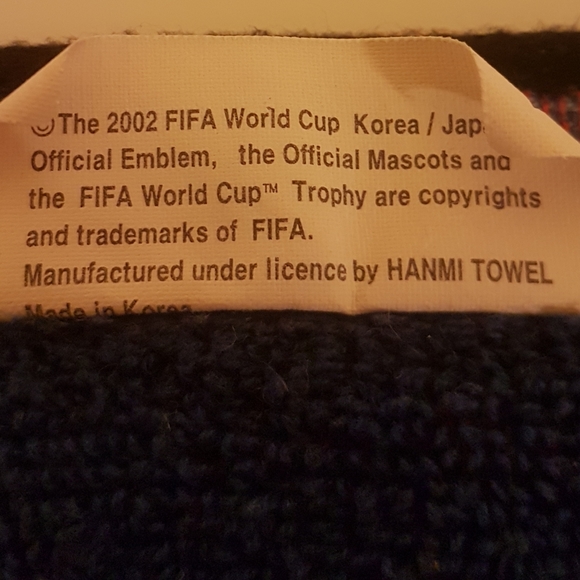 ©The 2002 FIFA World Cup Korea / Jap
Official Emblem, the Official Mascots and
the FIFA World Cup™ Trophy are copyrights
and trademarks of FIFA.
Manufactured under licence by HANMI TOWEL
Made in Korea